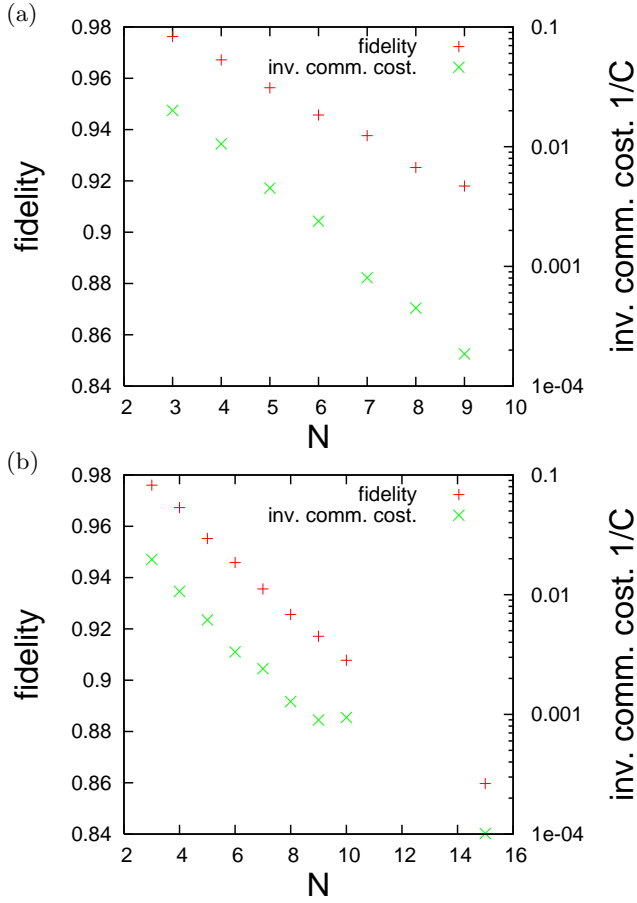 (a)
fidelity
inv. comm. cost.
0.98
0.96
0.94
0.92
0.9
0.88
0.86
0.84
fidelity
0.1
0.01
0.001
1e-04
inv. comm. cost. 1/C
2 3 4 5 6 7 8 9 10
N
(b)
fidelity
inv. comm. cost.
0.98
0.96
0.94
0.92
0.9
0.88
0.86
0.84
fidelity
0.1
0.01
0.001
1e-04
inv. comm. cost. 1/C
2 4 6 8 10 12 14 16
N